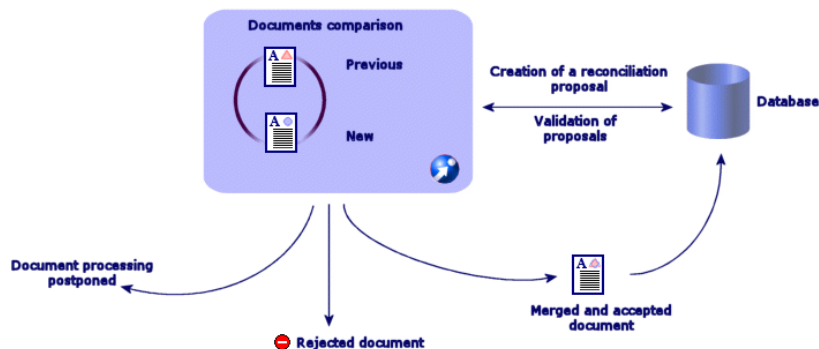 Documents comparison
A
Previous
A
New
Creation of a reconciliation
proposal
Validation of
proposals
Database
Document processing
postponed
Rejected document
A
Merged and accepted
document